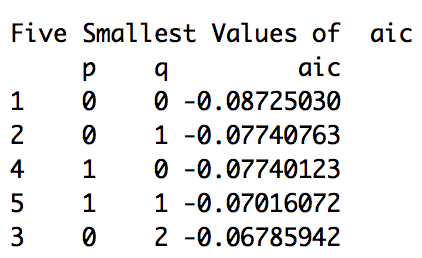 Five Smallest Values of  aic
    p   q         aic
1   0   0 -0.08725030
2   0   1 -0.07740763
4   1   0 -0.07740123
5   1   1 -0.07016072
3   0   2 -0.06785942